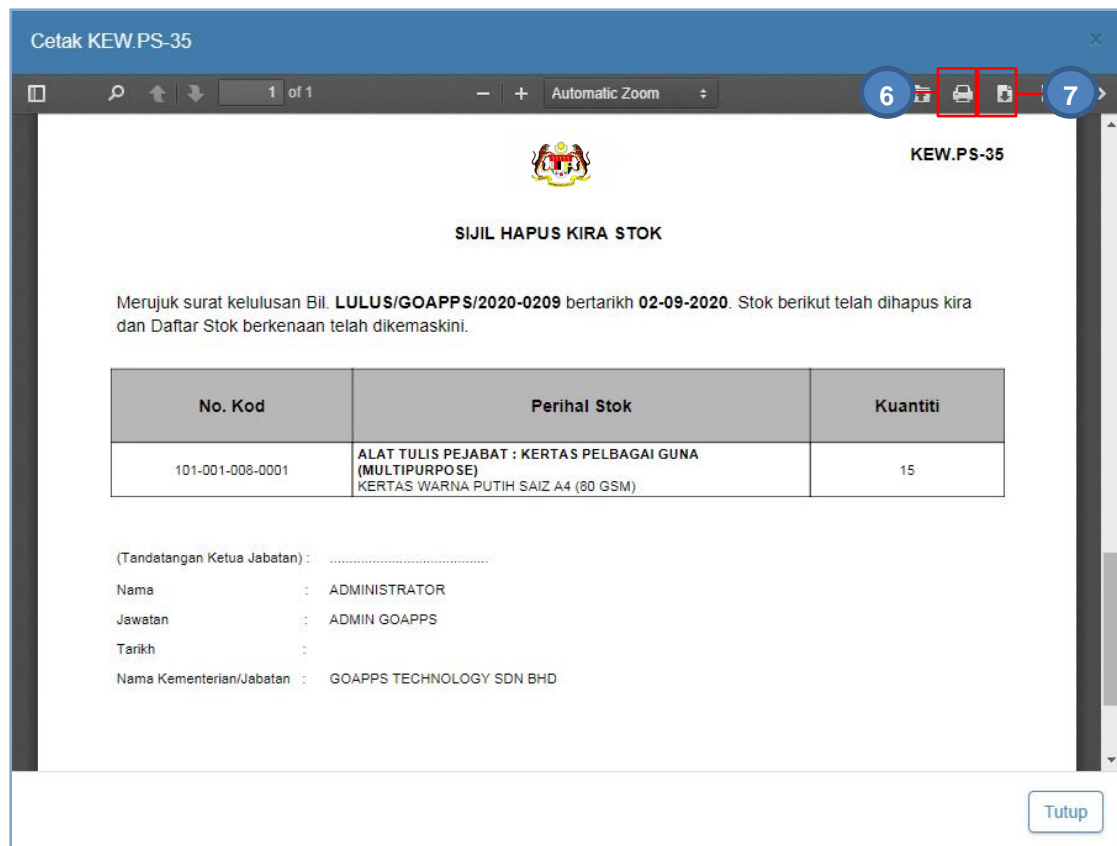 Cetak KEW.PS-35
×
1 of 1
Automatic Zoom
6
7
KEW.PS-35
SIJIL HAPUS KIRA STOK
Merujuk surat kelulusan Bil. LULUS/GOAPPS/2020-0209 bertarikh 02-09-2020. Stok berikut telah dihapus kira
dan Daftar Stok berkenaan telah dikemaskini.
No. Kod Perihal Stok Kuantiti
ALAT TULIS PEJABAT : KERTAS PELBAGAI GUNA
101-001-008-0001 (MULTIPURPOSE) 15
KERTAS WARNA PUTIH SAIZ A4 (80 GSM)
(Tandatangan Ketua Jabatan) : ........................................
Nama : ADMINISTRATOR
Jawatan : ADMIN GOAPPS
Tarikh :
Nama Kementerian/Jabatan : GOAPPS TECHNOLOGY SDN BHD
Tutup